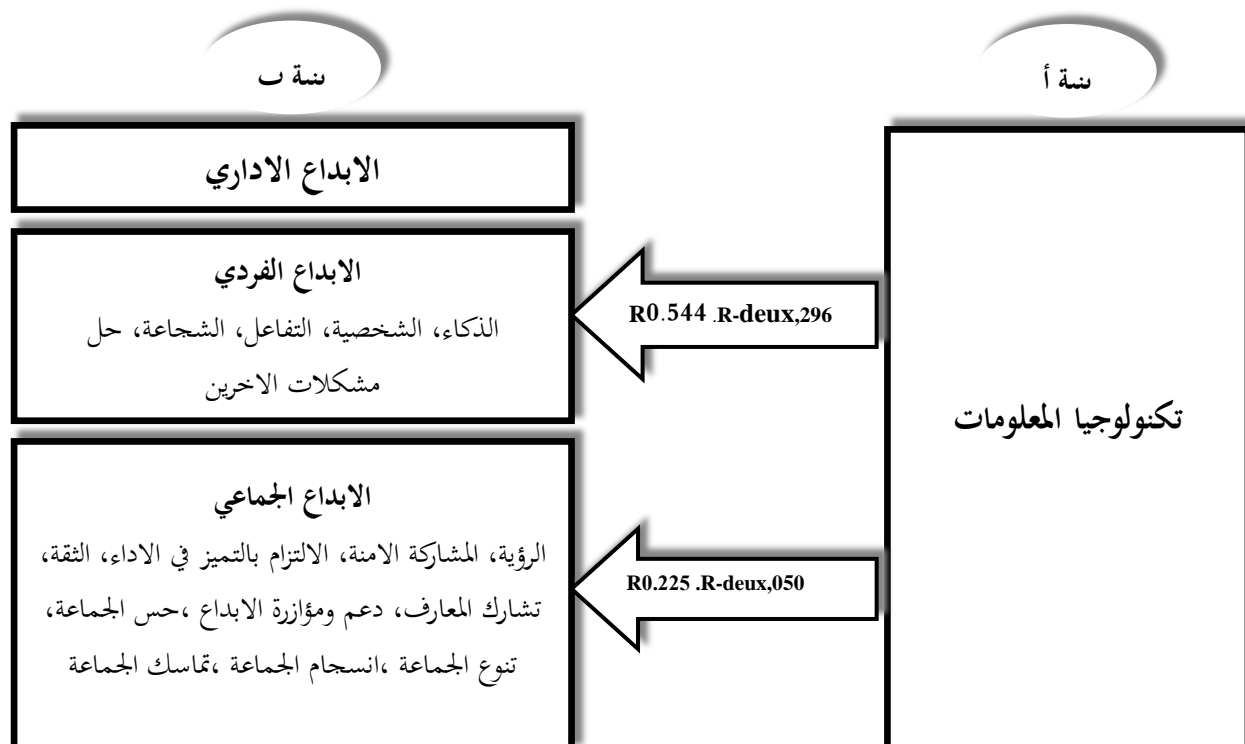 بنية أ
بنية ب
تكنولوجيا المعلومات
الابداع الاداري
الابداع الفردي
الذكاء، الشخصية، التفاعل، الشجاعة، حل
مشكلات الاخرين
R0.544 .R-deux,296
الابداع الجماعي
الرؤية، المشاركة الامنة، الالتزام بالتميز في الاداء، الثقة،
تشارك المعارف، دعم ومؤازرة الابداع ،حس الجماعة،
تنوع الجماعة ،انسجام الجماعة ،تماسك الجماعة
R0.225 .R-deux,050